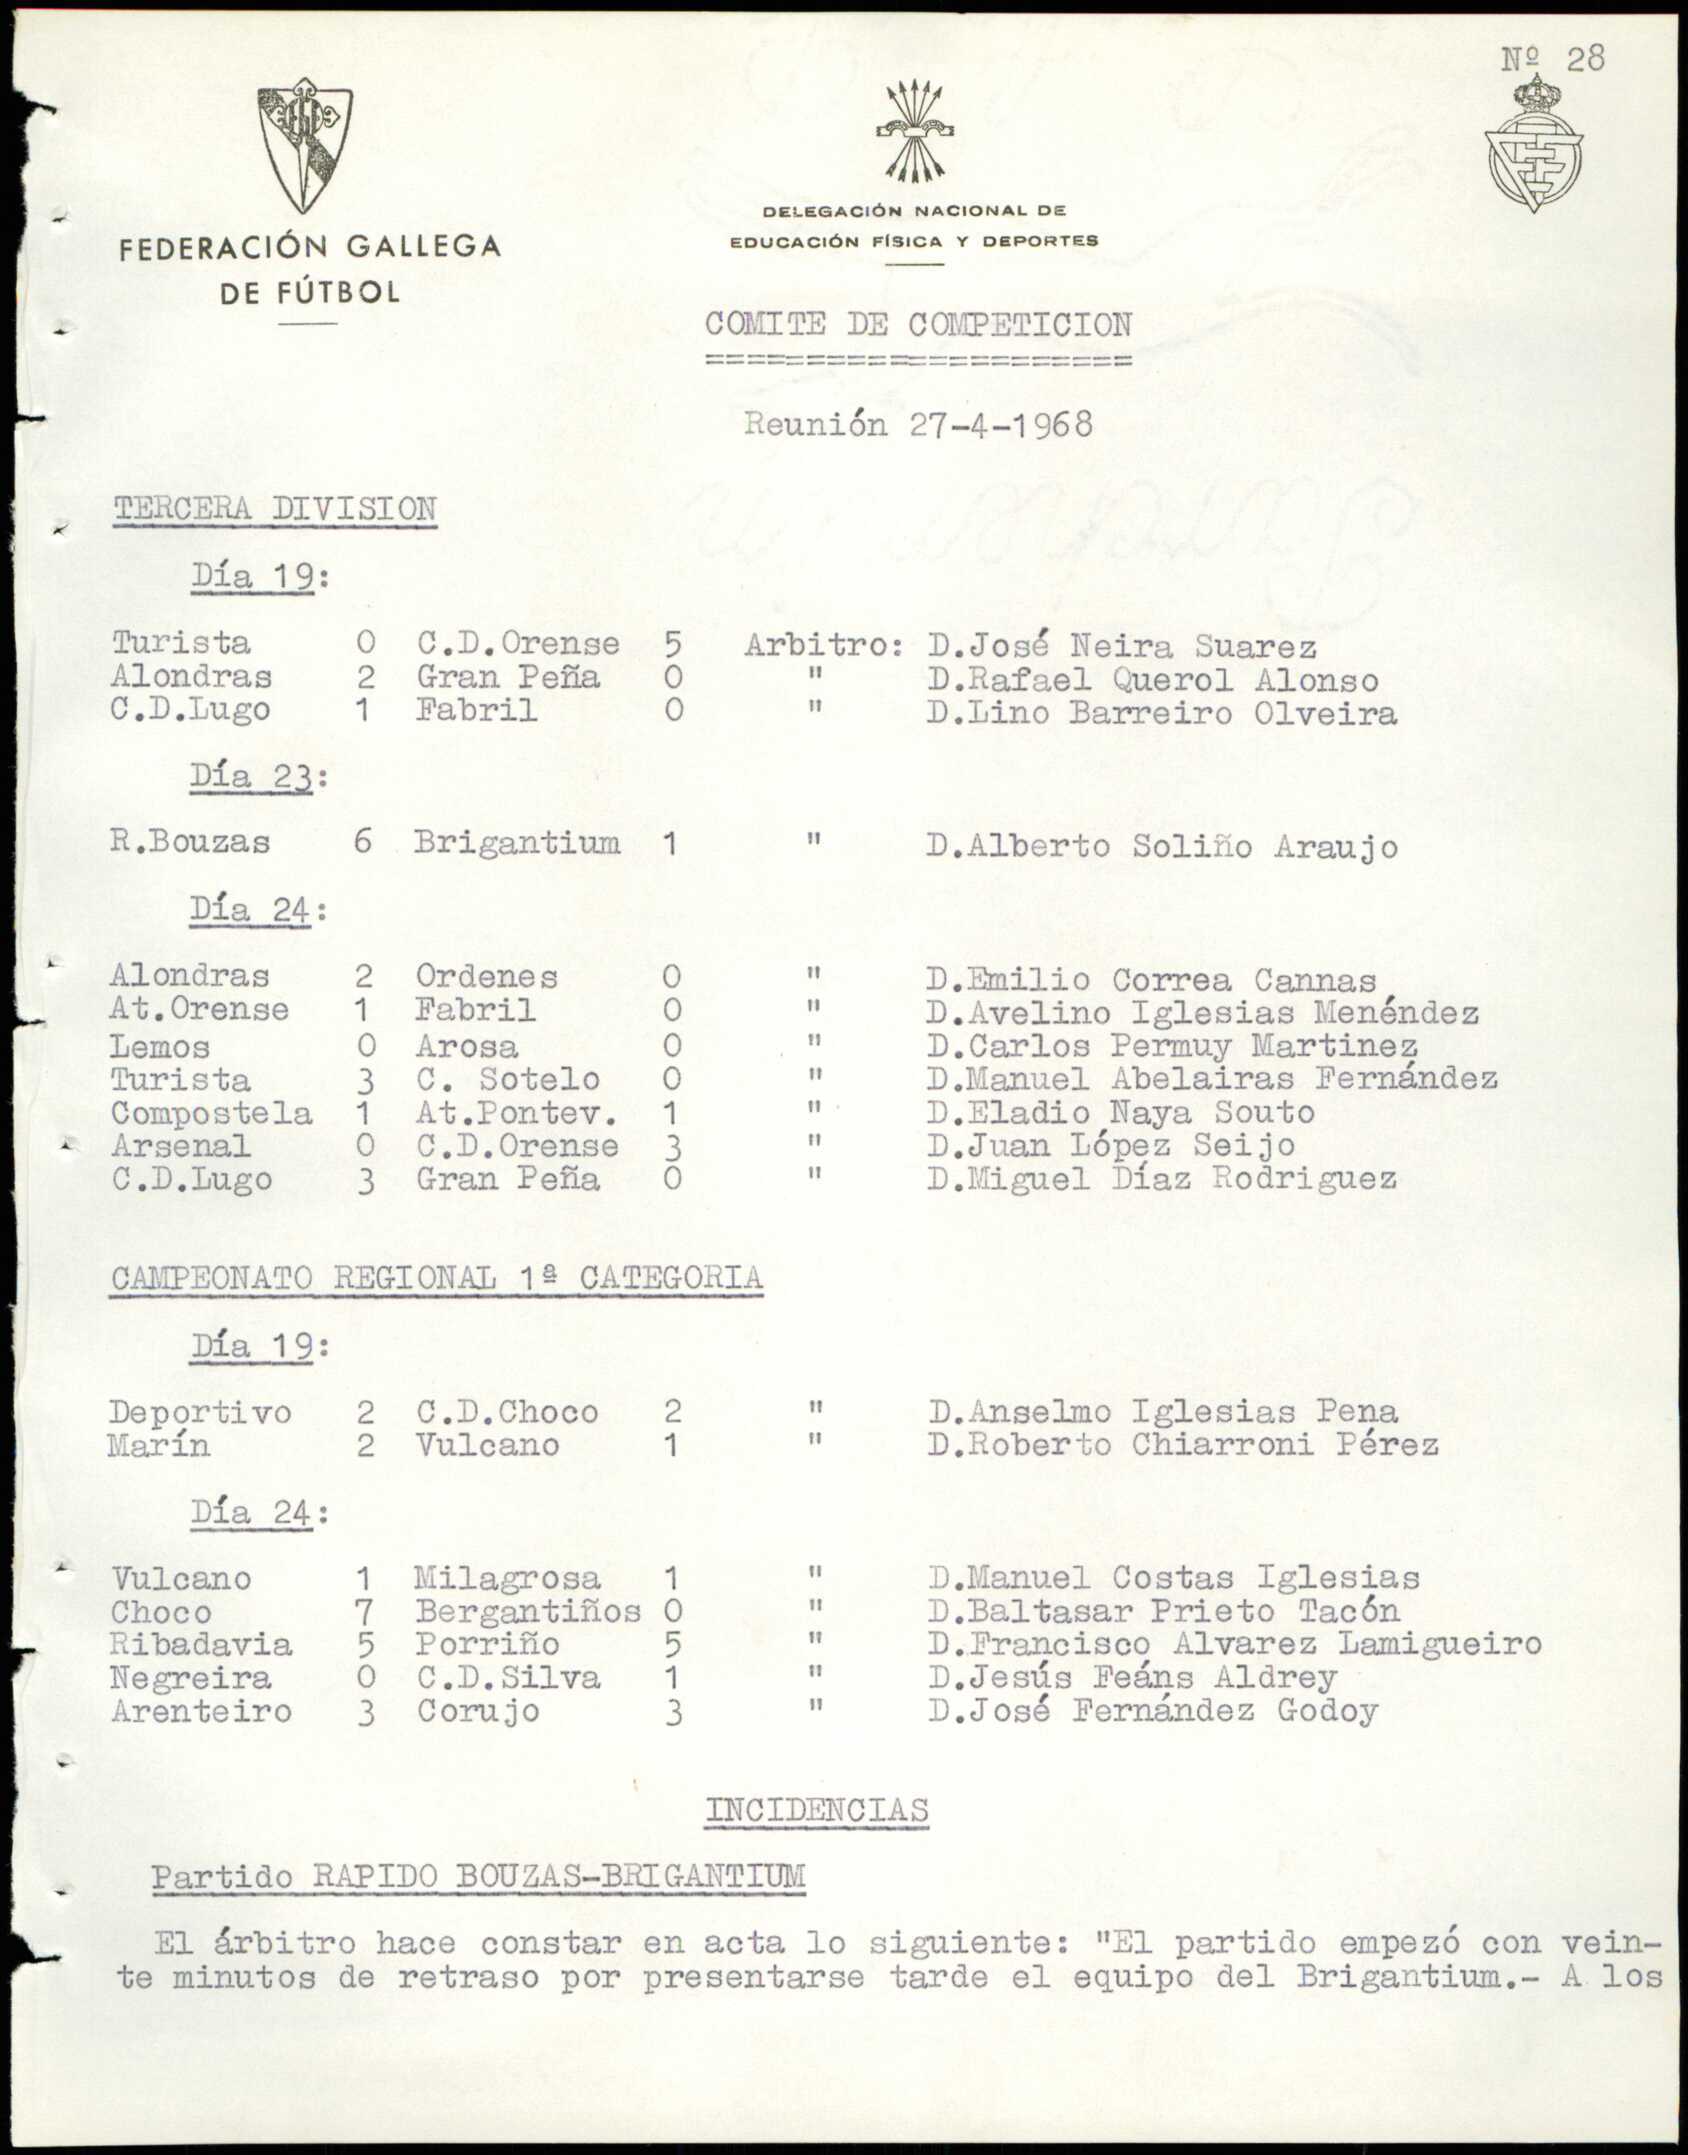 Nº 28
FEDERACIÓN GALLEGA
DE FÚTBOL
DELEGACIÓN NACIONAL DE
EDUCACIÓN FÍSICA Y DEPORTES
COMITE DE COMPETICION
=====================
Reunión 27-4-1968
TERCERA DIVISION
Día 19:
Turista 0 C.D.Orense 5 Arbitro: D.José Neira Suarez
Alondras 2 Gran Peña 0 " D.Rafael Querol Alonso
C.D.Lugo 1 Fabril 0 " D.Lino Barreiro Olveira
Día 23:
R.Bouzas 6 Brigantium 1 " D.Alberto Soliño Araujo
Día 24:
Alondras 2 Ordenes 0 " D.Emilio Correa Cannas
At.Orense 1 Fabril 0 " D.Avelino Iglesias Menéndez
Lemos 0 Arosa 0 " D.Carlos Permuy Martinez
Turista 3 C. Sotelo 0 " D.Manuel Abelairas Fernández
Compostela 1 At.Pontev. 1 " D.Eladio Naya Souto
Arsenal 0 C.D.Orense 3 " D.Juan López Seijo
C.D.Lugo 3 Gran Peña 0 " D.Miguel Díaz Rodriguez
CAMPEONATO REGIONAL 1ª CATEGORIA
Día 19:
Deportivo 2 C.D.Choco 2 " D.Anselmo Iglesias Pena
Marín 2 Vulcano 1 " D.Roberto Chiarroni Pérez
Día 24:
Vulcano 1 Milagrosa 1 " D.Manuel Costas Iglesias
Choco 7 Bergantiños 0 " D.Baltasar Prieto Tacón
Ribadavia 5 Porriño 5 " D.Francisco Alvarez Lamigueiro
Negreira 0 C.D.Silva 1 " D.Jesús Feáns Aldrey
Arenteiro 3 Corujo 3 " D.José Fernández Godoy
INCIDENCIAS
Partido RAPIDO BOUZAS-BRIGANTIUM
El árbitro hace constar en acta lo siguiente: "El partido empezó con vein-
te minutos de retraso por presentarse tarde el equipo del Brigantium.- A los